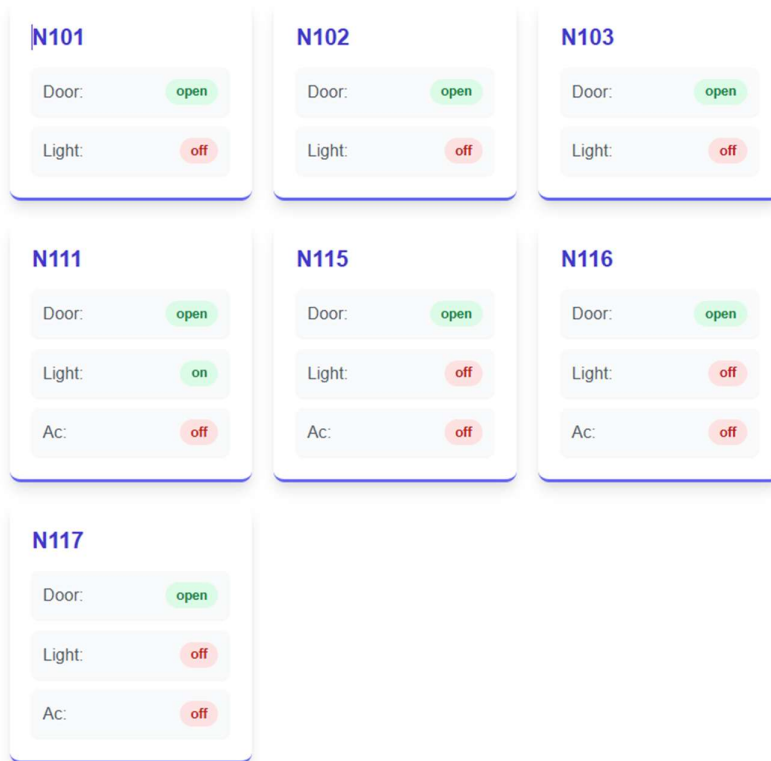 N101
Door: open
Light: off
N102
Door: open
Light: off
N103
Door: open
Light: off
N111
Door: open
Light: on
Ac: off
N115
Door: open
Light: off
Ac: off
N116
Door: open
Light: off
Ac: off
N117
Door: open
Light: off
Ac: off